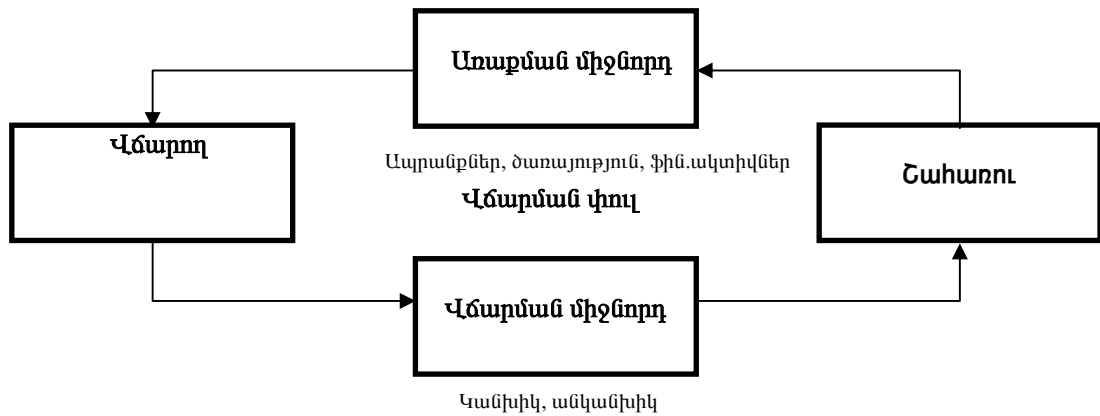 Առաքման միջնորդ
Վճարող
Ապրանքներ, ծառայություն, ֆին.ակտիվներ
Շահառու
Վճարման փուլ
Վճարման միջնորդ
Կանխիկ, անկանխիկ